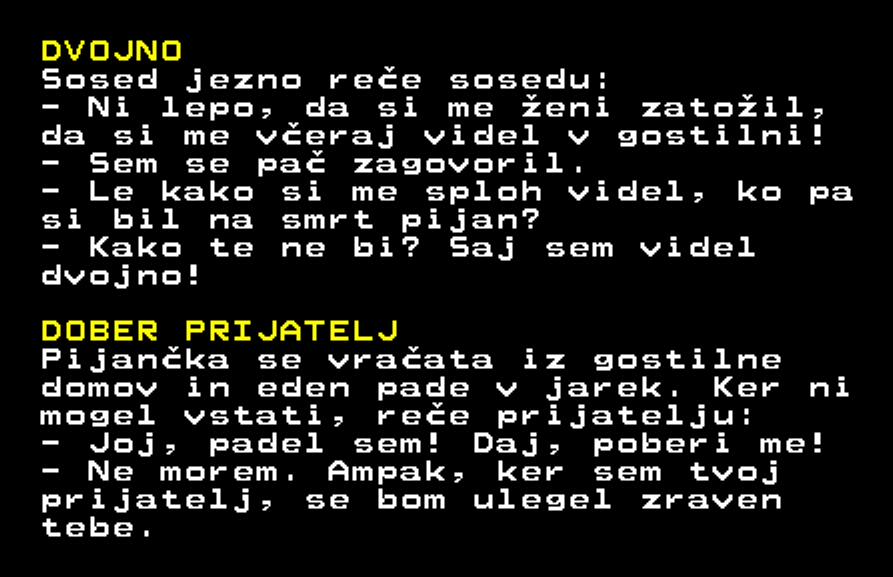 DVOJNO
Sosed jezno reče sosedu:
- Ni lepo, da si me ženi zatožil,
da si me včeraj videl v gostilni!
- Sem se pač zagovoril.
- Le kako si me sploh videl, ko pa
si bil na smrt pijan?
- Kako te ne bi? Saj sem videl
dvojno!
DOBER PRIJATELJ
Pijančka se vračata iz gostilne
domov in eden pade v jarek. Ker ni
mogel vstati, reče prijatelju:
- Joj, padel sem! Daj, poberi me!
- Ne morem. Ampak, ker sem tvoj
prijatelj, se bom ulegel zraven
tebe.